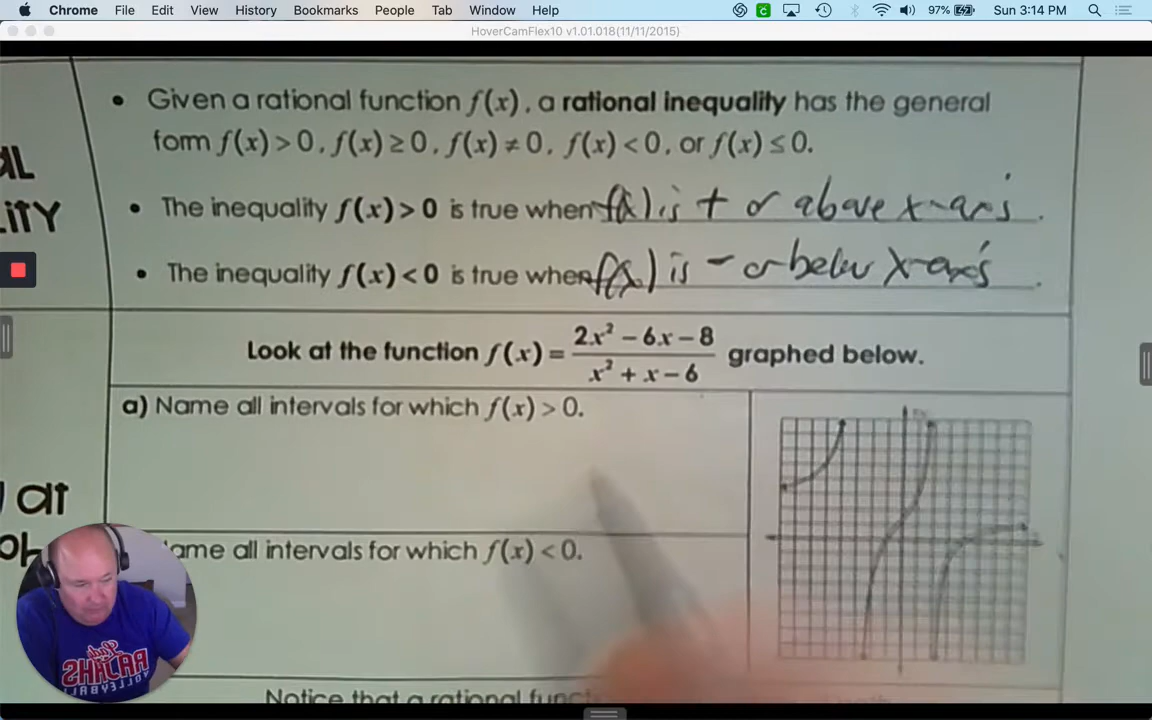 Chrome File Edit View History Bookmarks People Tab Window Help 97% Sun 3:14 PM
HoverCamFlex10 v1.01.018(11/11/2015)
• Given a rational function f(x), a rational inequality has the general
form f(x) > 0, f(x) ≥ 0, f(x) ≠ 0, f(x) < 0, or f(x) ≤ 0.
AL
ITY
• The inequality f(x) > 0 is true when f(x) is + or above x-axis.
• The inequality f(x) < 0 is true when f(x) is - or below x-axis.
Look at the function f(x) = 2x² – 6x – 8 / x² + x – 6 graphed below.
a) Name all intervals for which f(x) > 0.
at
ame all intervals for which f(x) < 0.
Notice that a rational func